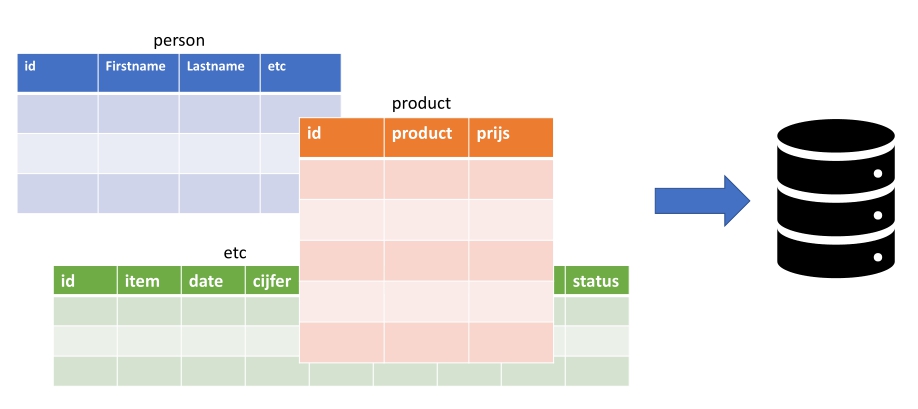 person
id Firstname Lastname etc
product
id product prijs
etc
id item date cijfer status